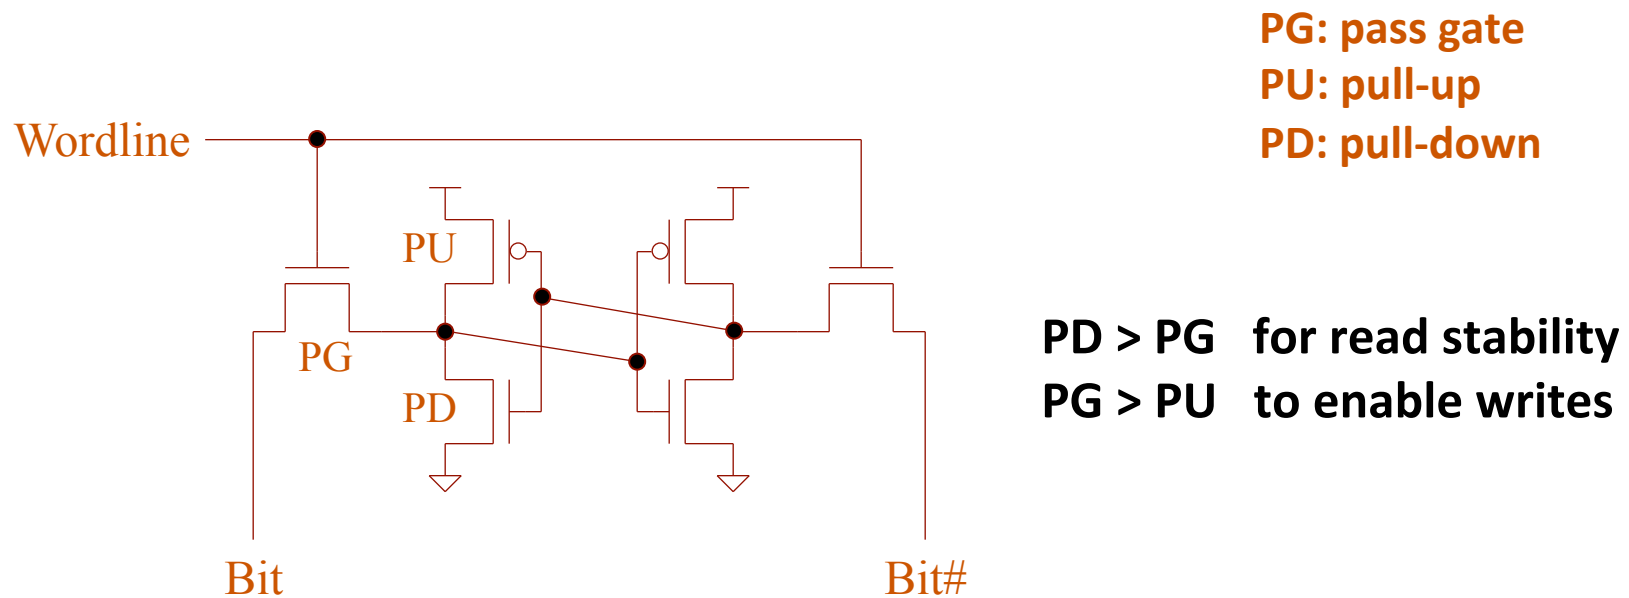 PG: pass gate
PU: pull-up
PD: pull-down
Wordline
PU
PG
PD
PD > PG for read stability
PG > PU to enable writes
Bit
Bit#